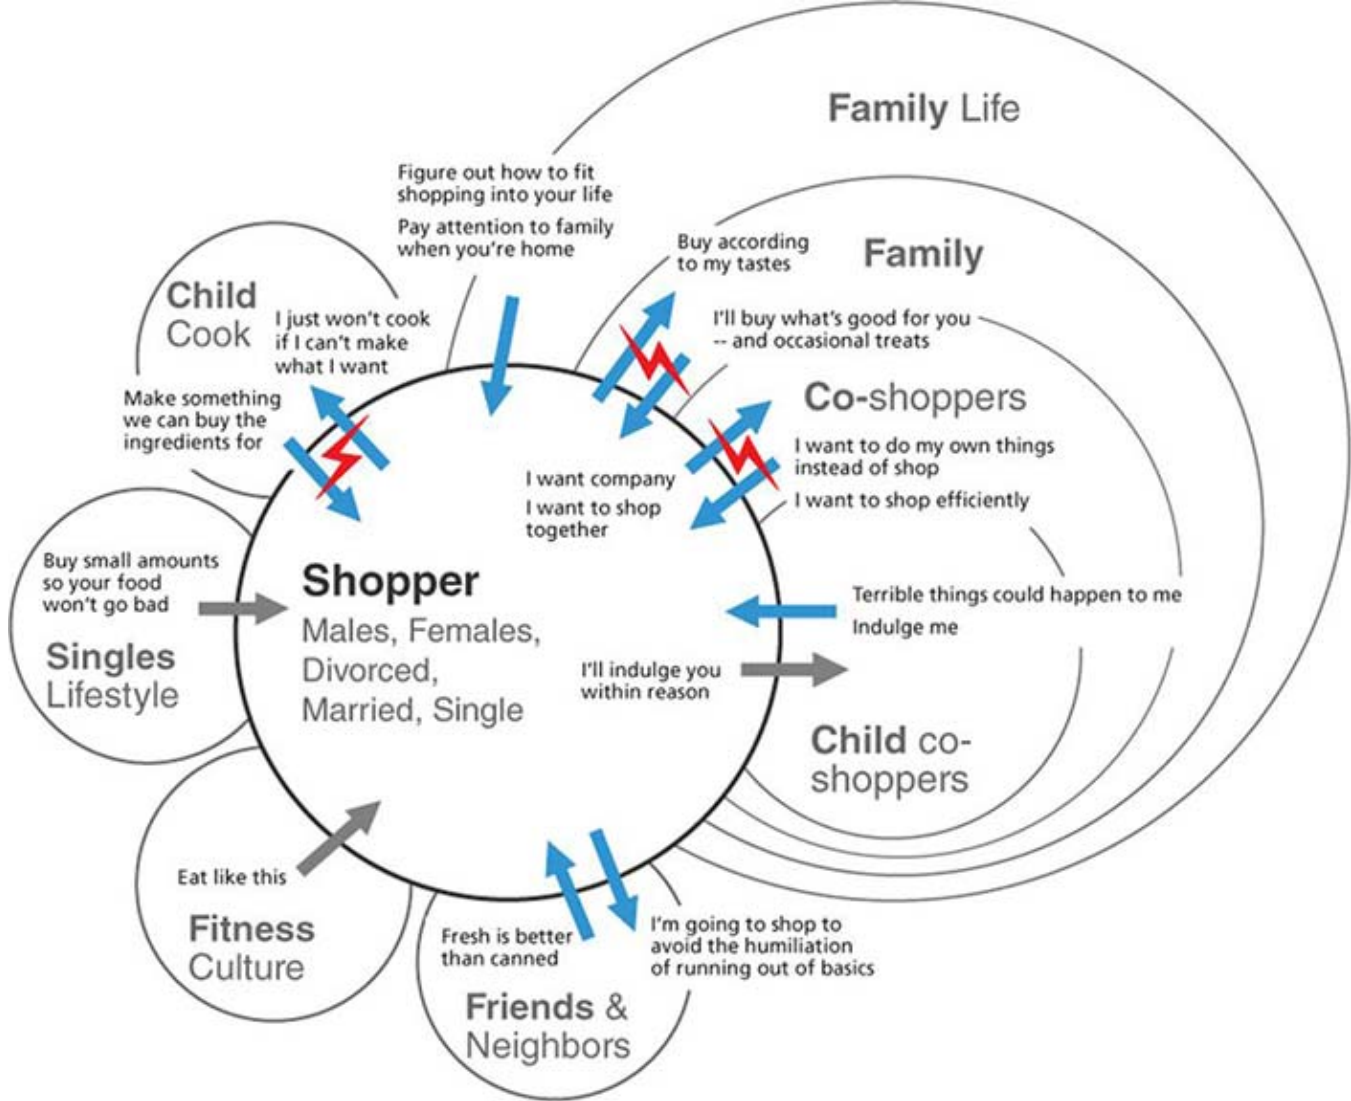 Family Life
Figure out how to fit
shopping into your life
Pay attention to family
when you're home
Buy according
to my tastes
Family
Child
Cook
I just won't cook
if I can't make
what I want
I'll buy what's good for you
-- and occasional treats
Make something
we can buy the
ingredients for
Co-shoppers
I want to do my own things
instead of shop
I want to shop efficiently
I want company
I want to shop
together
Buy small amounts
so your food
won't go bad
Singles
Lifestyle
Shopper
Males, Females,
Divorced,
Married, Single
Terrible things could happen to me
Indulge me
I'll indulge you
within reason
Child co-
shoppers
Eat like this
Fitness
Culture
Fresh is better
than canned
I'm going to shop to
avoid the humiliation
of running out of basics
Friends &
Neighbors